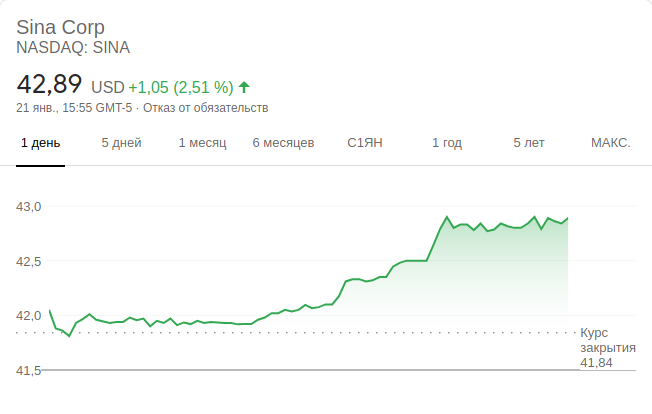 Sina Corp
NASDAQ: SINA
42,89 USD +1,05 (2,51 %)
21 янв., 15:55 GMT-5 · Отказ от обязательств
1 день 5 дней 1 месяц 6 месяцев С1ЯН 1 год 5 лет МАКС.
43,0
42,5
42,0
41,5
Курс
закрытия
41,84